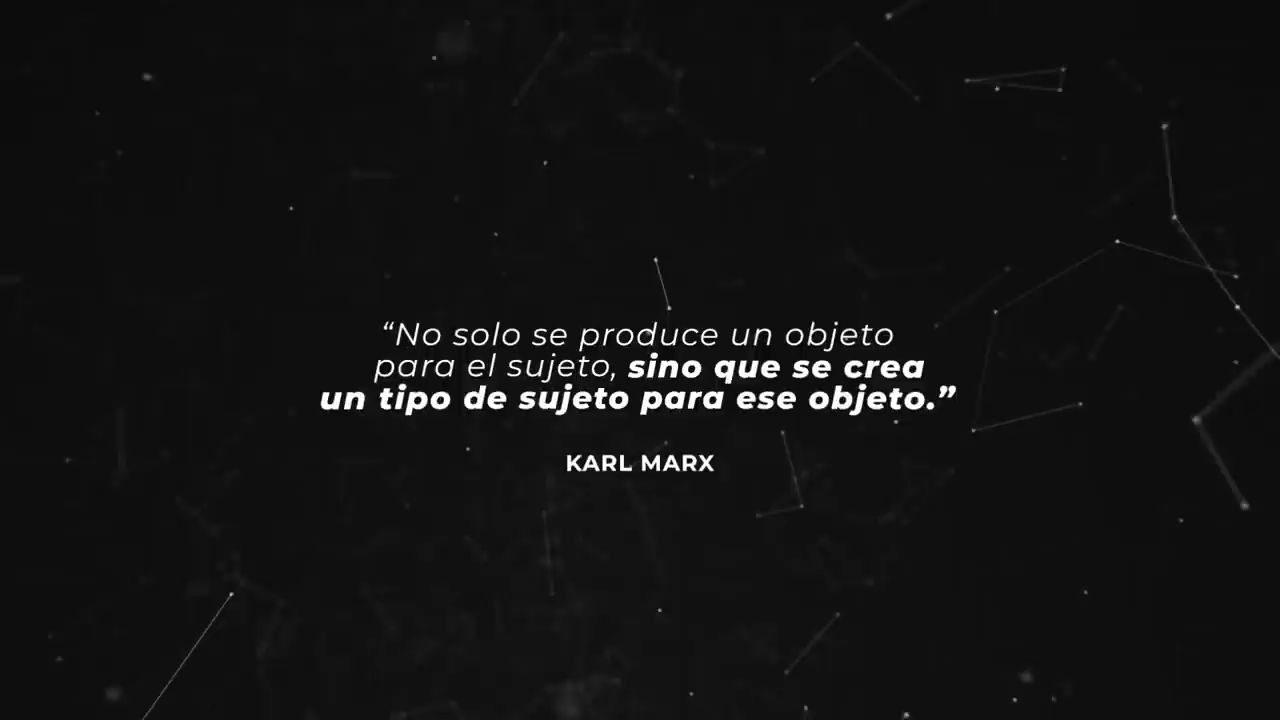 “No solo se produce un objeto
para el sujeto, sino que se crea
un tipo de sujeto para ese objeto.”
KARL MARX